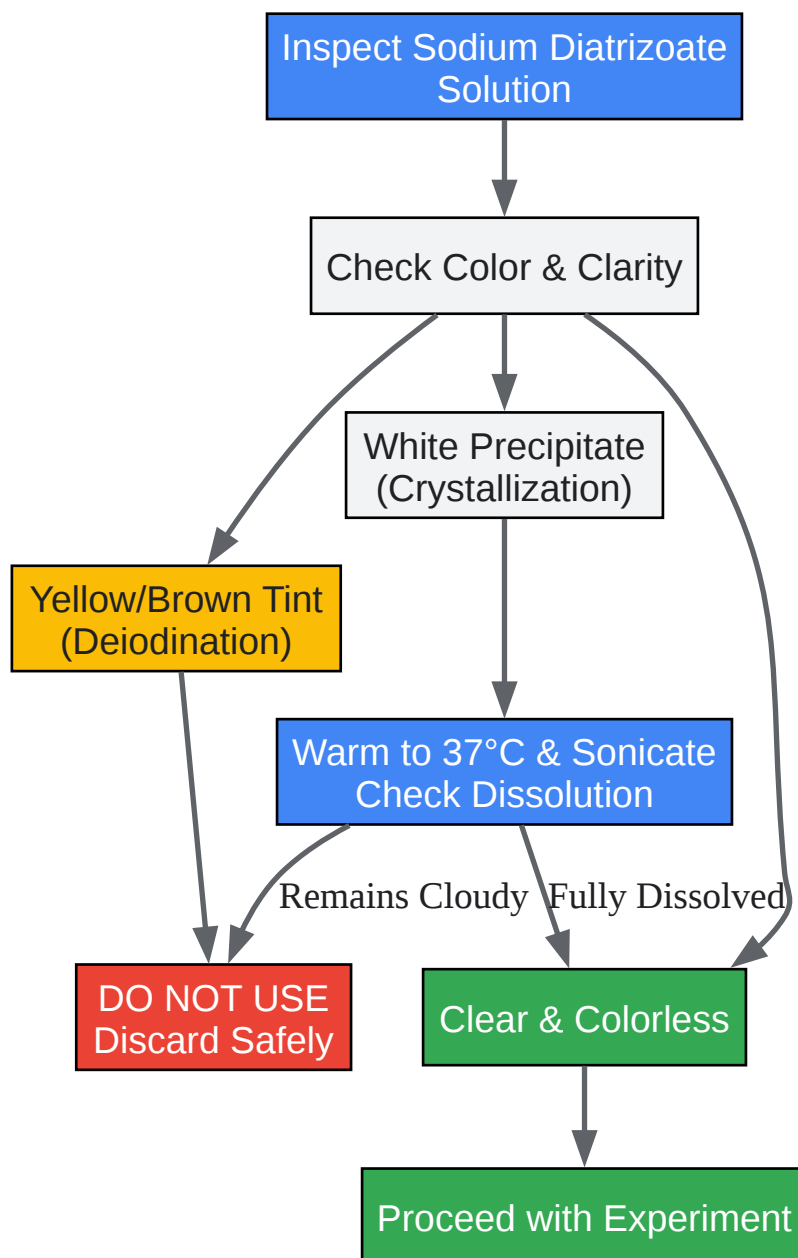 Inspect Sodium Diatrizoate
Solution
Check Color & Clarity
White Precipitate
(Crystallization)
Yellow/Brown Tint
(Deiodination)
Warm to 37°C & Sonicate
Check Dissolution
Remains Cloudy
Fully Dissolved
DO NOT USE
Discard Safely
Clear & Colorless
Proceed with Experiment